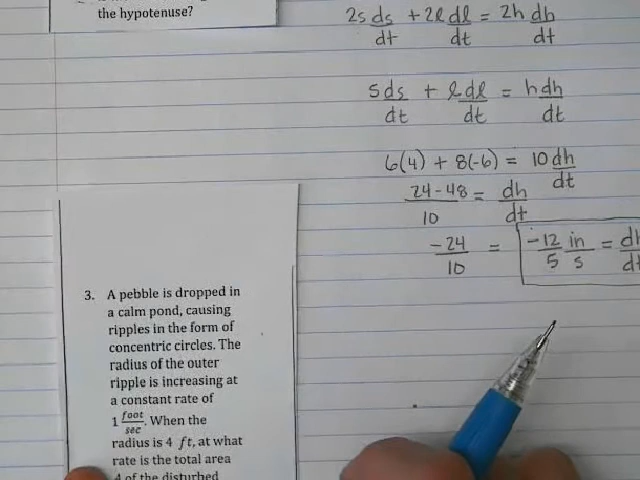 the hypotenuse?
2s ds/dt + 2l dl/dt = 2h dh/dt
s ds/dt + l dl/dt = h dh/dt
6(4) + 8(-6) = 10 dh/dt
24-48/10 = dh/dt
-24/10 = -12/5 in/s = dh/dt
3. A pebble is dropped in
a calm pond, causing
ripples in the form of
concentric circles. The
radius of the outer
ripple is increasing at
a constant rate of
1 foot/sec. When the
radius is 4 ft, at what
rate is the total area
A of the disturbed